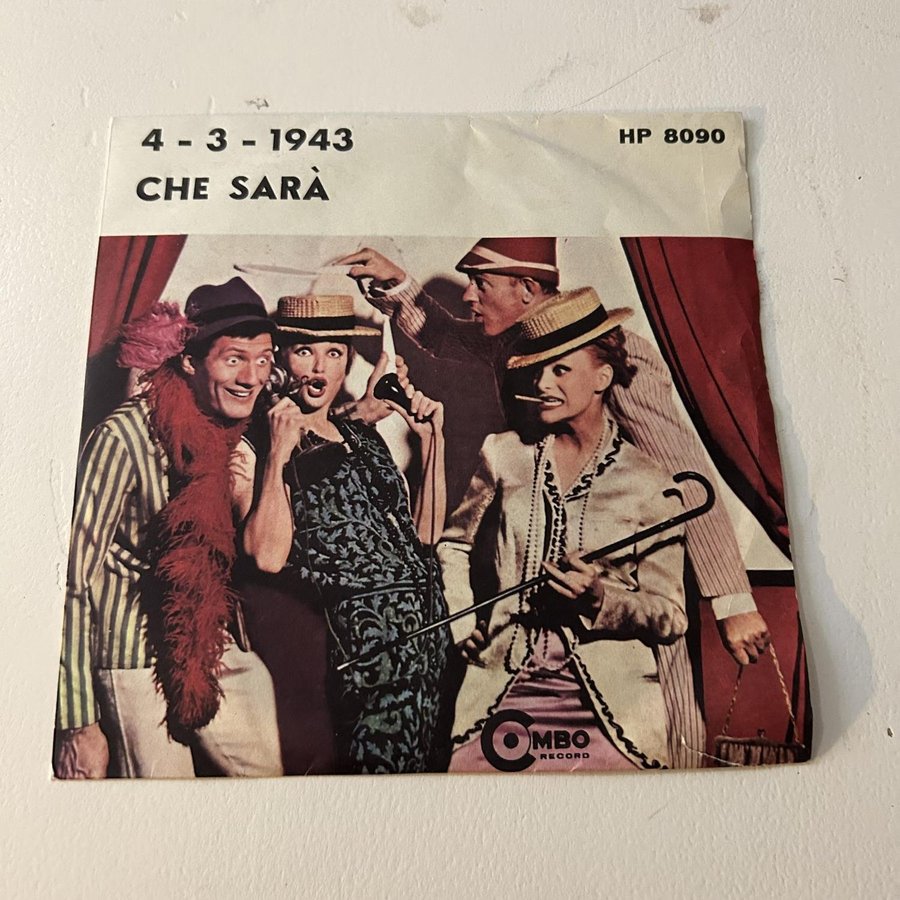 4 - 3 - 1943
HP 8090
CHE SARÀ
COMBO
RECORD